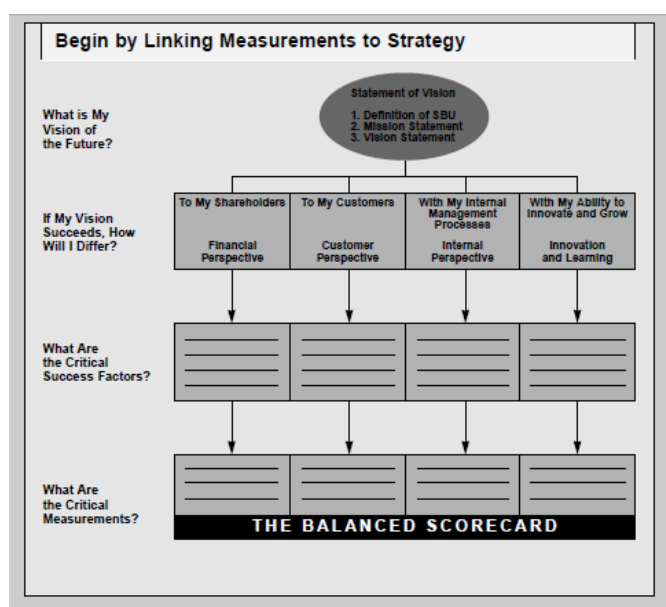 Begin by Linking Measurements to Strategy
What is My
Vision of
the Future?
Statement of Vision
1. Definition of SBU
2. Mission Statement
3. Vision Statement
If My Vision
Succeeds, How
Will I Differ?
To My Shareholders
Financial
Perspective
To My Customers
Customer
Perspective
With My Internal
Management
Processes
Internal
Perspective
With My Ability to
Innovate and Grow
Innovation
and Learning
What Are
the Critical
Success Factors?
What Are
the Critical
Measurements?
THE BALANCED SCORECARD